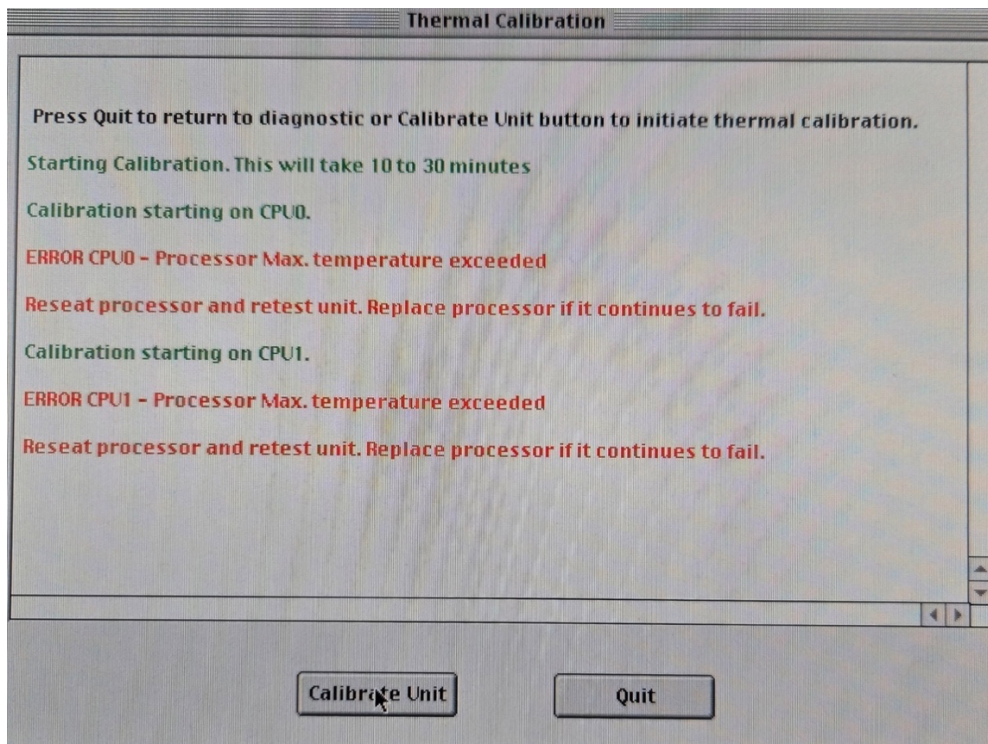 Thermal Calibration
Press Quit to return to diagnostic or Calibrate Unit button to initiate thermal calibration.
Starting Calibration. This will take 10 to 30 minutes
Calibration starting on CPU0.
ERROR CPU0 - Processor Max. temperature exceeded
Reseat processor and retest unit. Replace processor if it continues to fail.
Calibration starting on CPU1.
ERROR CPU1 - Processor Max. temperature exceeded
Reseat processor and retest unit. Replace processor if it continues to fail.
Calibrate Unit
Quit